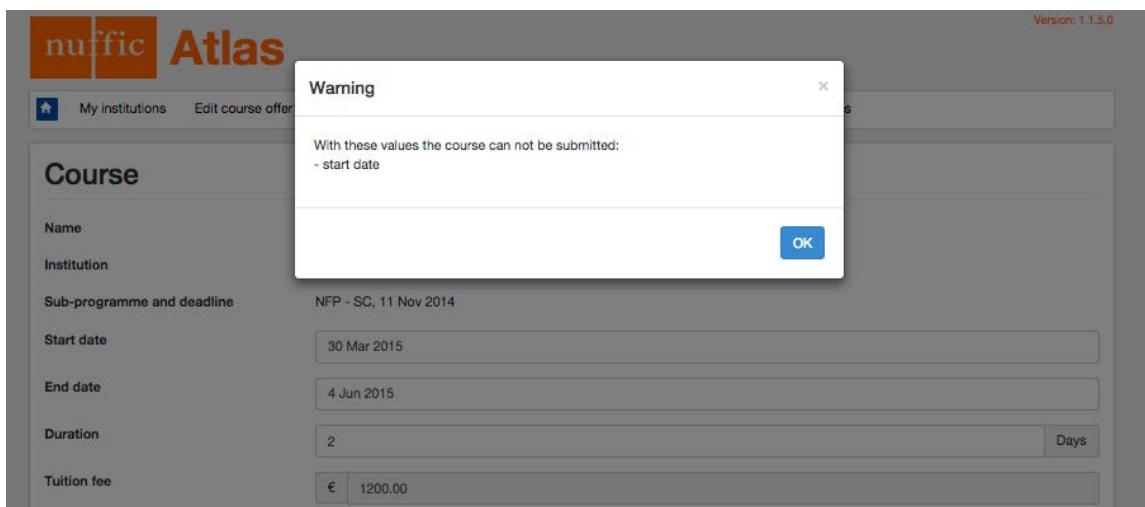 Version: 1.1.5.0
nuffic Atlas
Warning ×
My institutions Edit course offer s
With these values the course can not be submitted:
- start date
Course
Name
OK
Institution
Sub-programme and deadline NFP - SC, 11 Nov 2014
Start date 30 Mar 2015
End date 4 Jun 2015
Duration 2 Days
Tuition fee € 1200.00